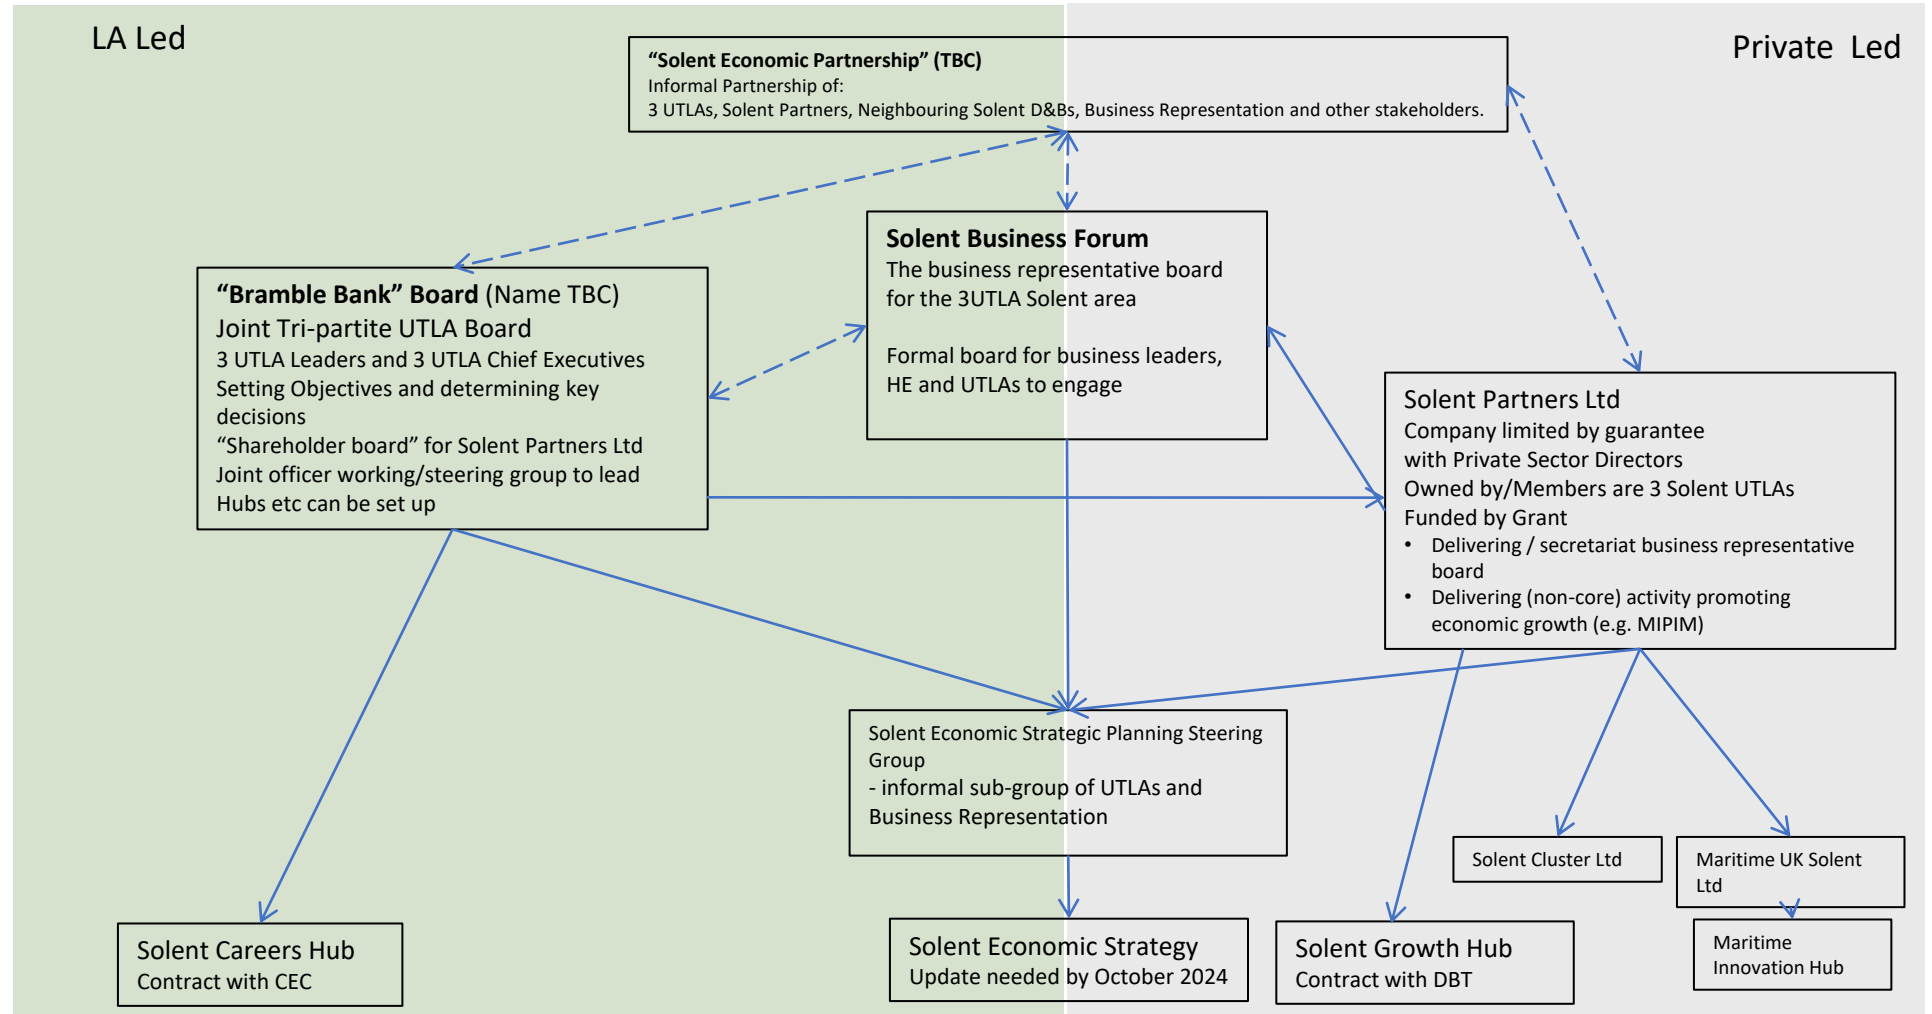 LA Led
Private Led
“Solent Economic Partnership” (TBC)
Informal Partnership of:
3 UTLAs, Solent Partners, Neighbouring Solent D&Bs, Business Representation and other stakeholders.
Solent Business Forum
The business representative board
for the 3UTLA Solent area
Formal board for business leaders,
HE and UTLAs to engage
“Bramble Bank” Board (Name TBC)
Joint Tri-partite UTLA Board
3 UTLA Leaders and 3 UTLA Chief Executives
Setting Objectives and determining key
decisions
“Shareholder board” for Solent Partners Ltd
Joint officer working/steering group to lead
Hubs etc can be set up
Solent Partners Ltd
Company limited by guarantee
with Private Sector Directors
Owned by/Members are 3 Solent UTLAs
Funded by Grant
• Delivering / secretariat business representative
board
• Delivering (non-core) activity promoting
economic growth (e.g. MIPIM)
Solent Economic Strategic Planning Steering
Group
- informal sub-group of UTLAs and
Business Representation
Solent Cluster Ltd
Maritime UK Solent
Ltd
Solent Careers Hub
Contract with CEC
Solent Economic Strategy
Update needed by October 2024
Solent Growth Hub
Contract with DBT
Maritime
Innovation Hub